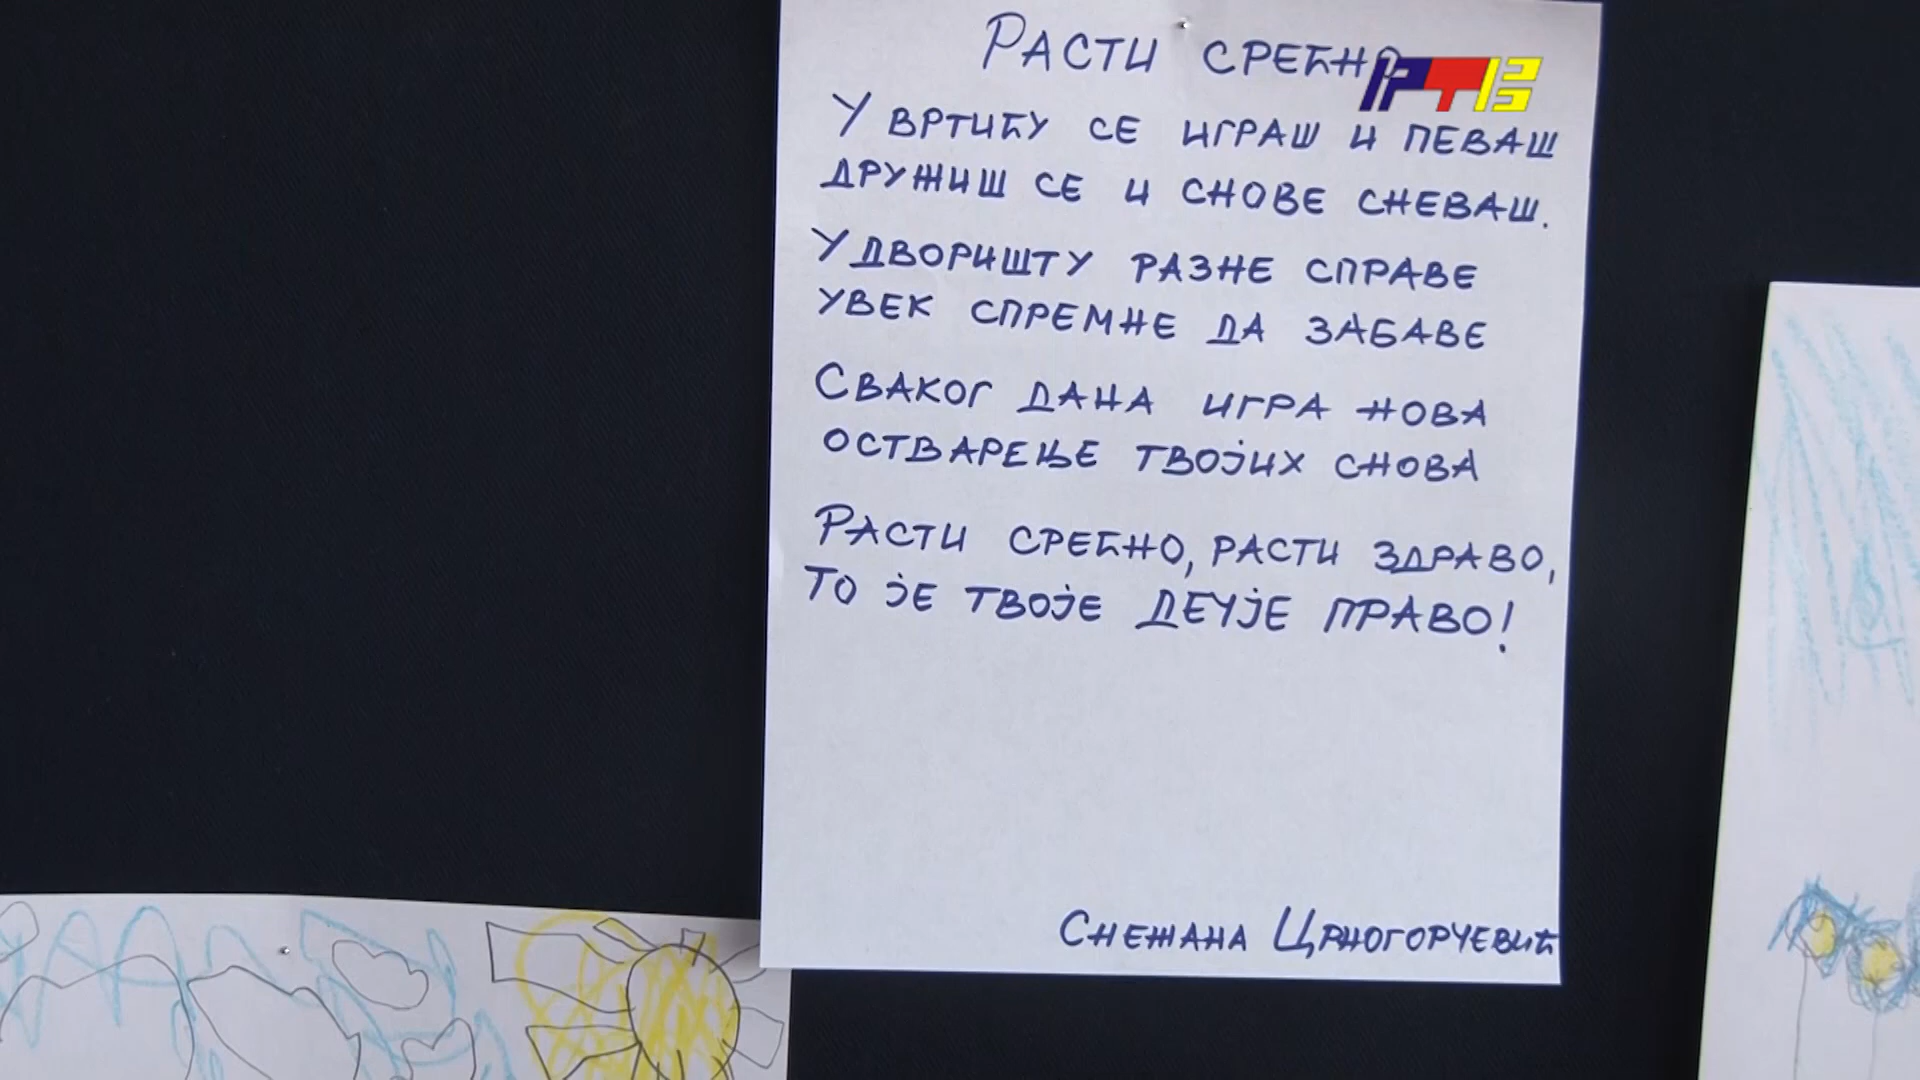 Расти срећно
РТВ
У вртићу се играш и певаш
дружиш се и снове сневаш.
У дворишту разне справе
увек спремне да забаве
Сваког дана игра нова
остварење твојих снова
Расти срећно, расти здраво,
то је твоје дечје право!
Снежана Црногорчевић